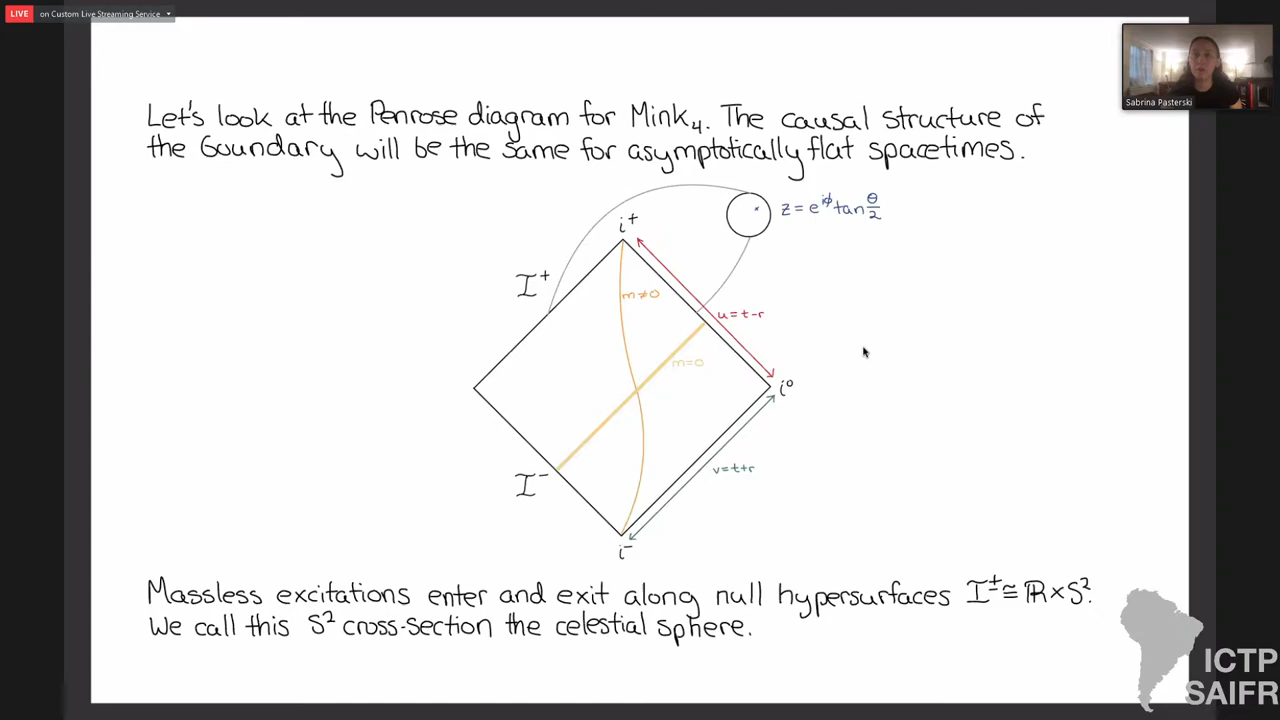 LIVE on Custom Live Streaming Service
Sabrina Pasterski
Let's look at the Penrose diagram for Mink₄. The causal structure of
the boundary will be the same for asymptotically flat spacetimes.
z = e^{iϕ} tan θ/2
i⁺
ℐ⁺
m≠0
u=t-r
m=0
i⁰
v=t+r
ℐ⁻
i⁻
Massless excitations enter and exit along null hypersurfaces ℐ^± ≅ ℝ×S².
We call this S² cross-section the celestial sphere.
ICTP
SAIFR